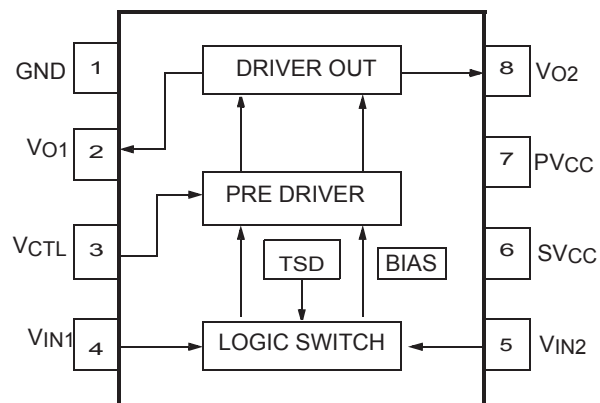 GND 1 DRIVER OUT 8 VO2
VO1 2 7 PVCC
VCTL 3 PRE DRIVER 6 SVCC
TSD BIAS
VIN1 4 LOGIC SWITCH 5 VIN2